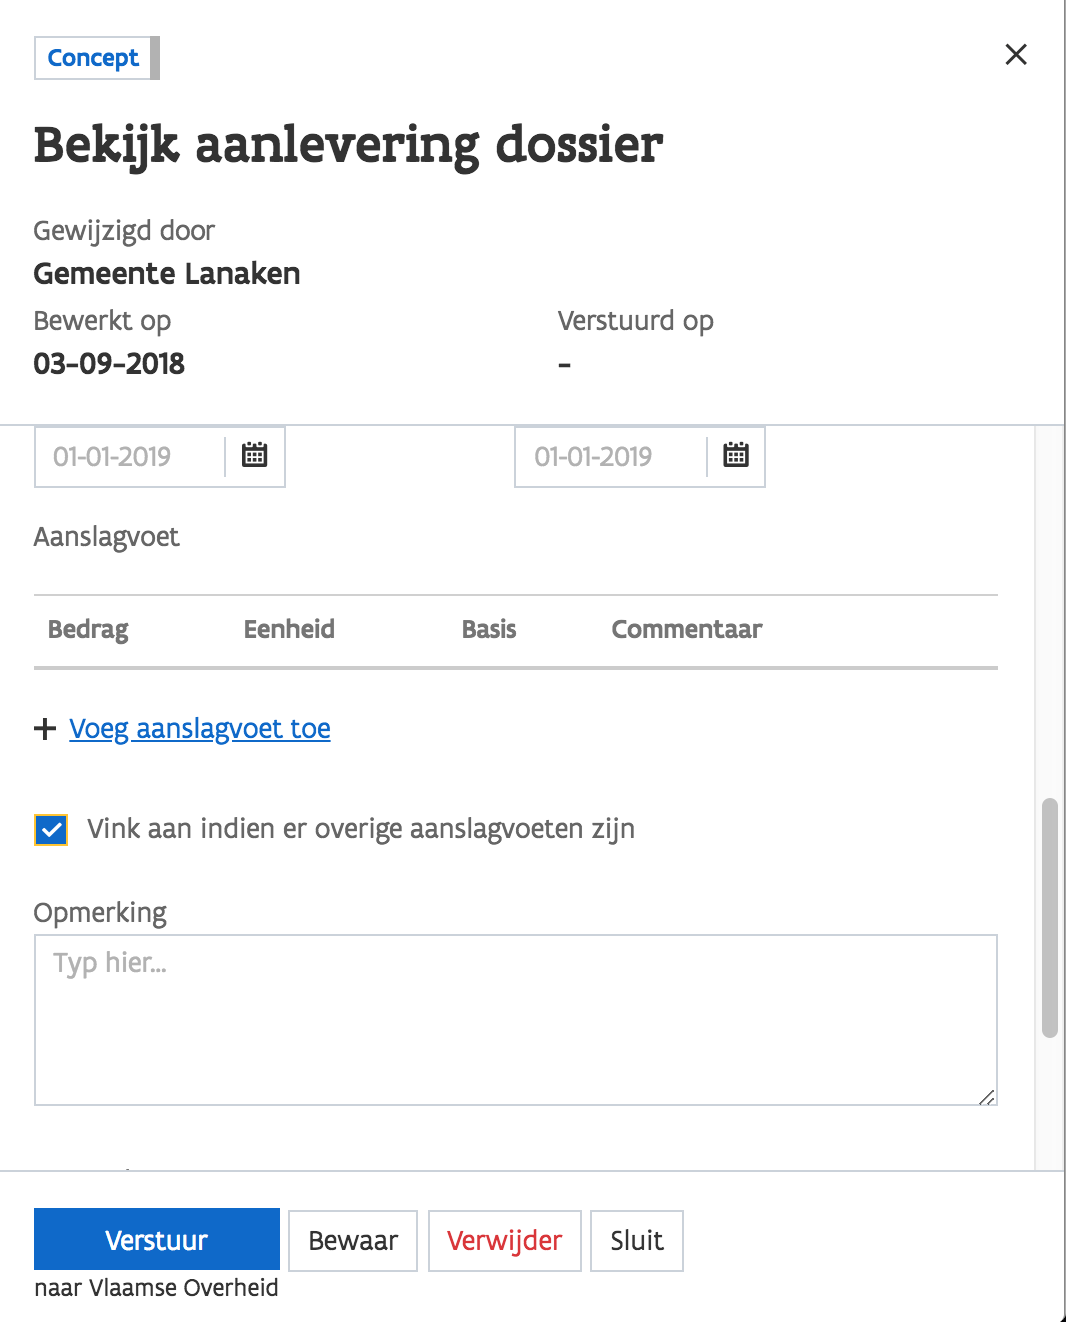 Concept
Bekijk aanlevering dossier
Gewijzigd door
Gemeente Lanaken
Bewerkt op Verstuurd op
03-09-2018 -
01-01-2019 01-01-2019
Aanslagvoet
Bedrag Eenheid Basis Commentaar
+ Voeg aanslagvoet toe
Vink aan indien er overige aanslagvoeten zijn
Opmerking
Typ hier...
Verstuur Bewaar Verwijder Sluit
naar Vlaamse Overheid